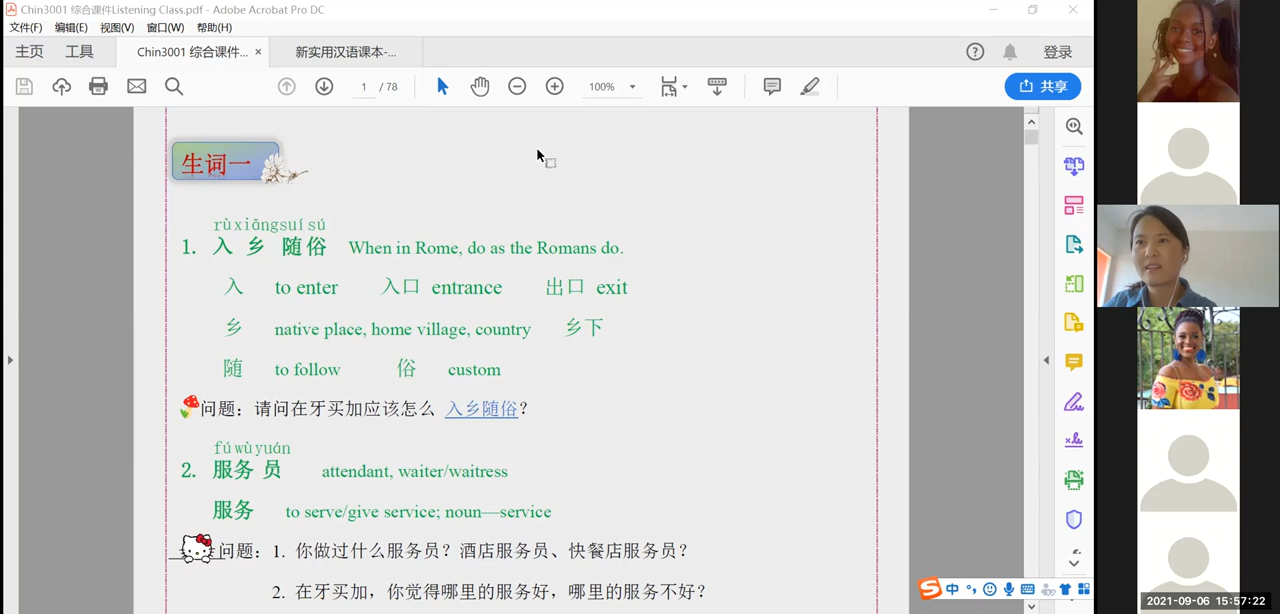 Chin3001 综合课件Listening Class.pdf - Adobe Acrobat Pro DC
文件(F) 编辑(E) 视图(V) 窗口(W) 帮助(H)
主页 工具 Chin3001 综合课件... × 新实用汉语课本-... 登录
1 / 78 100% 共享
生词一
rùxiāngsuísú
1. 入乡随俗 When in Rome, do as the Romans do.
入 to enter 入口 entrance 出口 exit
乡 native place, home village, country 乡下
随 to follow 俗 custom
问题：请问在牙买加应该怎么 入乡随俗？
fúwùyuán
2. 服务员 attendant, waiter/waitress
服务 to serve/give service; noun—service
问题：1. 你做过什么服务员？酒店服务员、快餐店服务员？
2. 在牙买加，你觉得哪里的服务好，哪里的服务不好？
中
2021-09-06 15:57:22